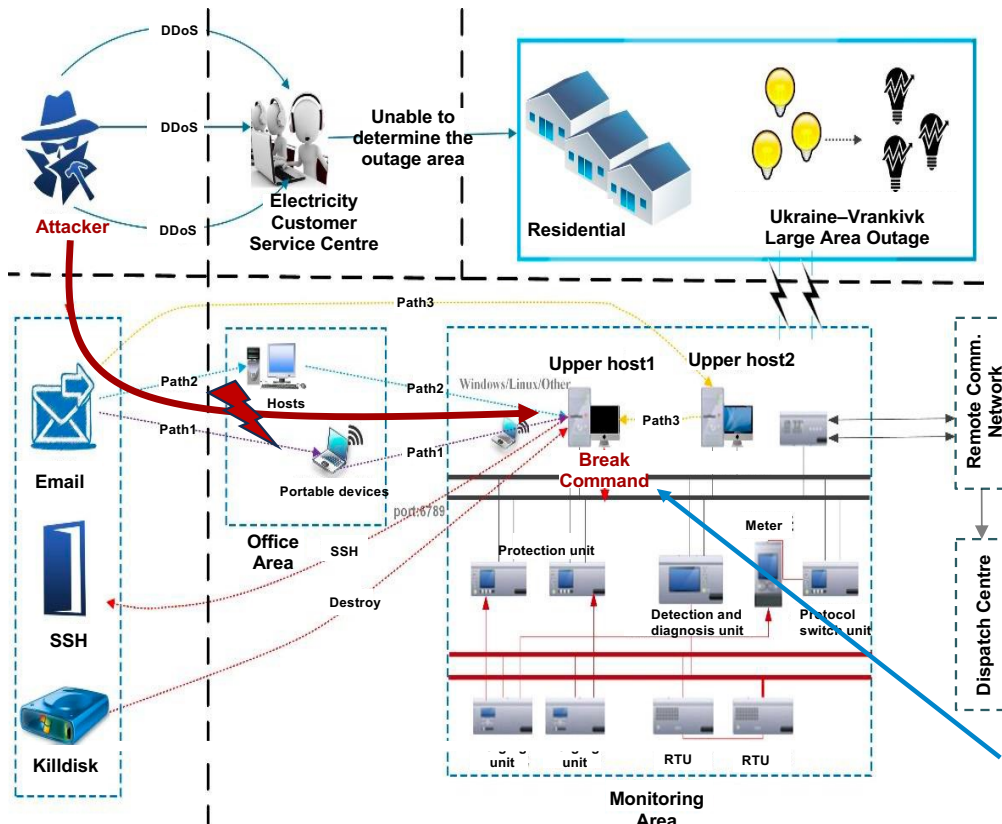 DDoS
DDoS
DDoS
Attacker
Electricity
Customer
Service Centre
Unable to
determine the
outage area
Residential
Ukraine–Vrankivk
Large Area Outage
Path3
Path2
Hosts
Path1
Portable devices
Office
Area
Email
SSH
Killdisk
Path2
Path1
Windows/Linux/Other
Upper host1
Upper host2
Path3
Break
Command
port:6789
SSH
Destroy
Protection unit
Meter
Detection and
diagnosis unit
Protocol
switch unit
unit
unit
RTU
RTU
Monitoring
Area
Remote Comm.
Network
Dispatch Centre